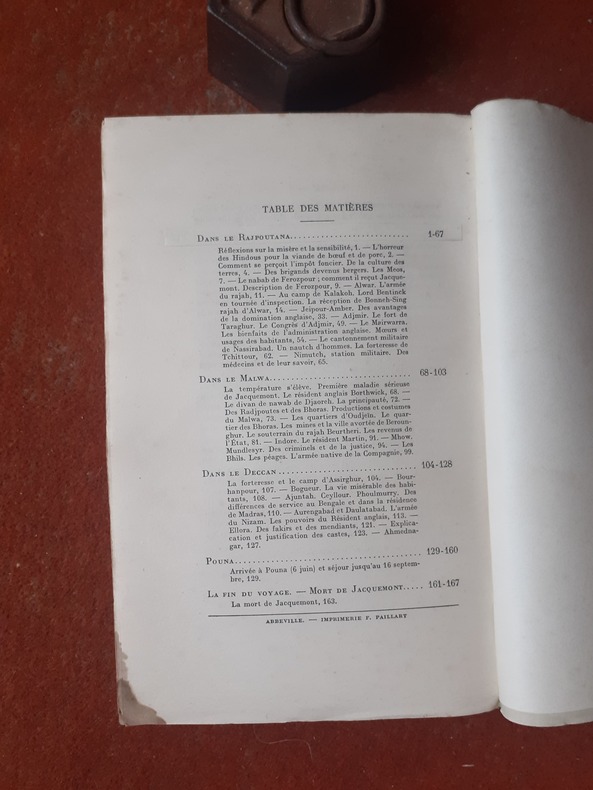 TABLE DES MATIÈRES
DANS LE RAJPOUTANA.......................... 1-67
Réflexions sur la misère et la sensibilité, 1. — L'horreur
des Hindous pour la viande de bœuf et de porc, 2. —
Comment se perçoit l'impôt foncier. De la culture des
terres, 4. — Des brigands devenus bergers. Les Meos,
7. — Le nabab de Ferozpour ; comment il reçut Jacque-
mont. Description de Ferozpour, 9. — Alwar. L'armée
du rajah, 11. — Au camp de Kalakoh. Lord Bentinck
en tournée d'inspection. La réception de Bonneh-Sing
rajah d'Alwar, 14. — Jeipour-Amber. Des avantages
de la domination anglaise, 33. — Adjmir. Le fort de
Taraghur. Le Congrès d'Adjmir, 49. — Le Mairwarra.
Les bienfaits de l'administration anglaise. Mœurs et
usages des habitants, 54. — Le cantonnement militaire
de Nassirabad. Un nautch d'hommes. La forteresse de
Tchittour, 62. — Nimutch, station militaire. Des
médecins et de leur savoir, 65.
DANS LE MALWA............................... 68-103
La température s'élève. Première maladie sérieuse
de Jacquemont. Le résident anglais Borthwick, 68. —
Le divan de nawab de Djaoreh. La principauté, 72. —
Des Radjpoutes et des Bhoras. Productions et costumes
du Malwa, 73. — Les quartiers d'Oudjeïn. Le quar-
tier des Bhoras. Les mines et la ville avortée de Beroun-
ghur. Le souterrain du rajah Beurtheri. Les revenus de
l'État, 81. — Indore. Le résident Martin, 91. — Mhow.
Mundlesyr. Des criminels et de la justice, 94. — Les
Bhils. Les péages. L'armée native de la Compagnie, 99.
DANS LE DECCAN.............................. 104-128
La forteresse et le camp d'Assirghur, 104. — Bour-
hanpour, 107. — Bogueur. La vie misérable des habi-
tants, 108. — Ajuntah. Ceyllour. Phoulmurry. Des
différences de service au Bengale et dans la résidence
de Madras, 110. — Aurengabad et Daulatabad. L'armée
du Nizam. Les pouvoirs du Résident anglais, 113. —
Ellora. Des fakirs et des mendiants, 121. — Explica-
cation et justification des castes, 123. — Ahmedna-
gar, 127.
POUNA....................................... 129-160
Arrivée à Pouna (6 juin) et séjour jusqu'au 16 septem-
bre, 129.
LA FIN DU VOYAGE. — MORT DE JACQUEMONT..... 161-167
La mort de Jacquemont, 163.
ABBEVILLE. — IMPRIMERIE F. PAILLART